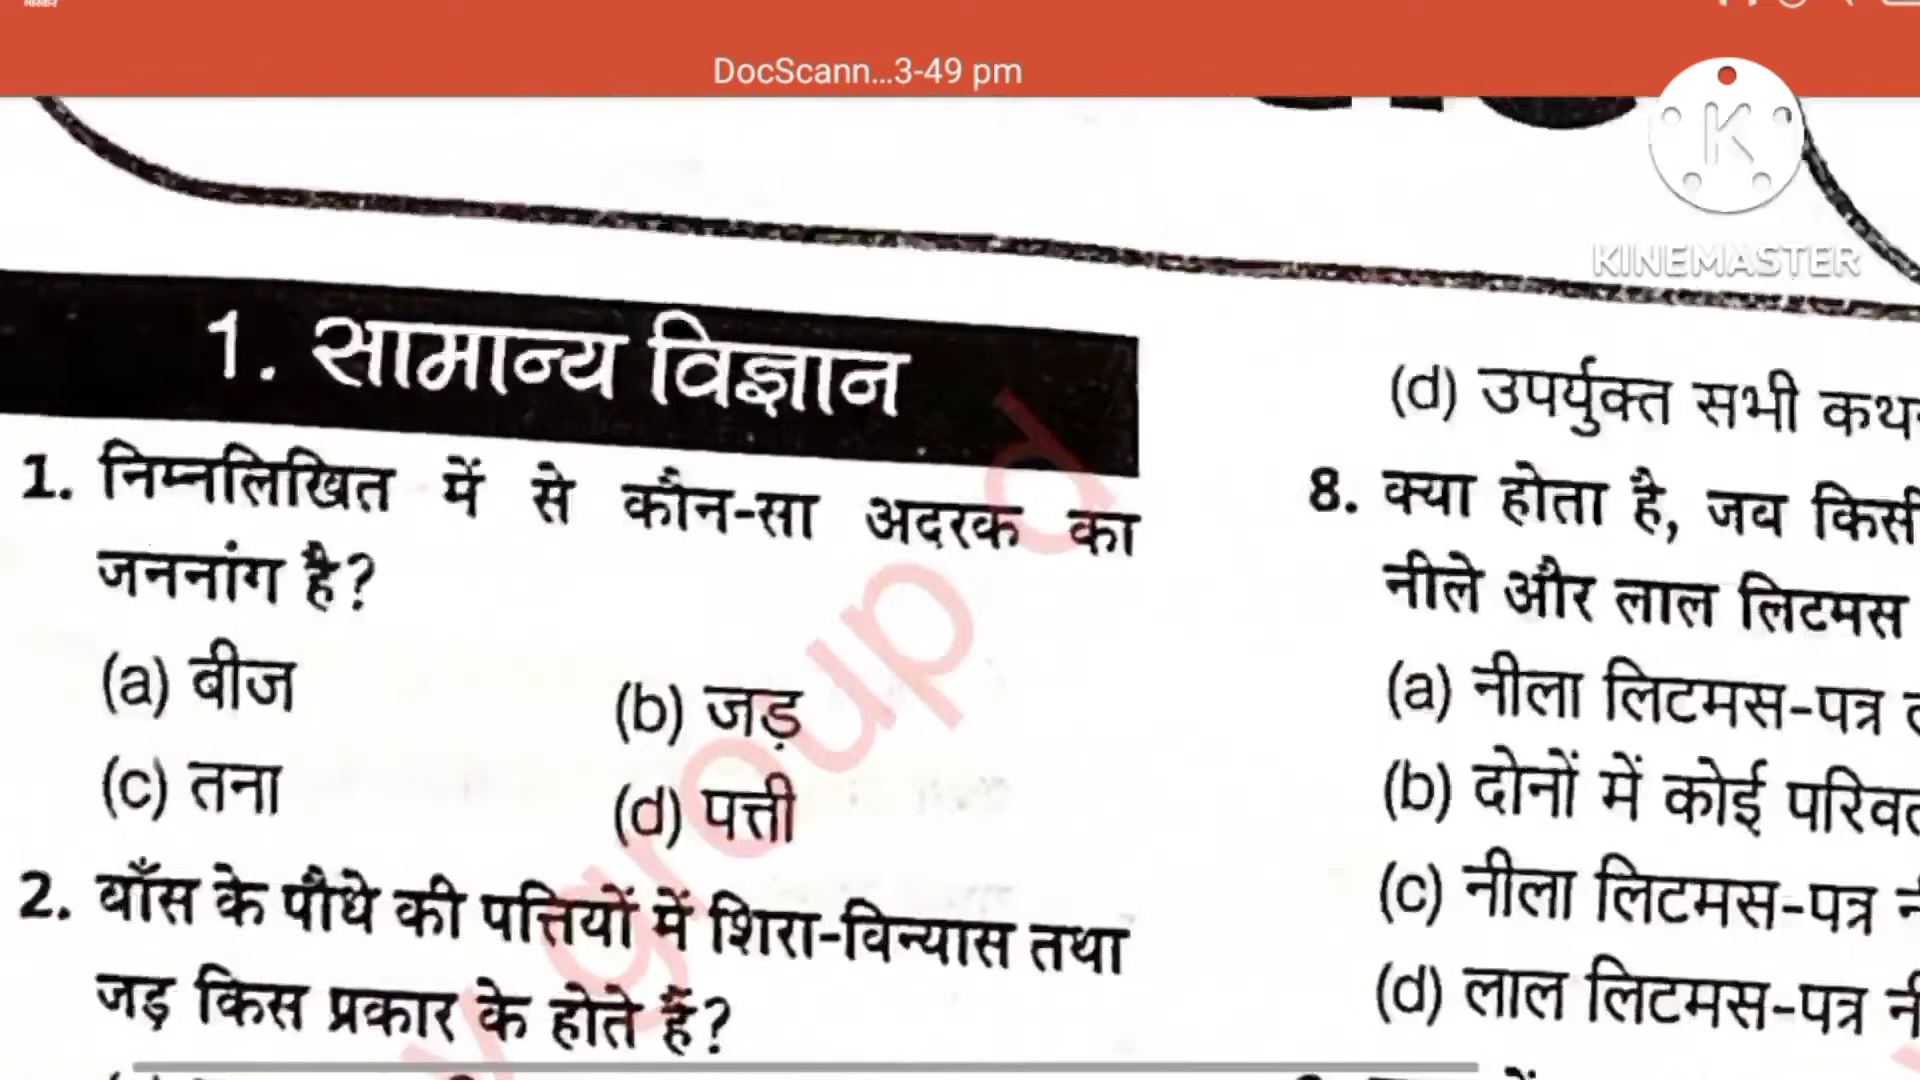 DocScann...3-49 pm
KINEMASTER
1. सामान्य विज्ञान
1. निम्नलिखित में से कौन-सा अदरक का
जननांग है?
(a) बीज
(b) जड़
(c) तना
(d) पत्ती
2. बाँस के पौधे की पत्तियों में शिरा-विन्यास तथा
जड़ किस प्रकार के होते हैं?
(d) उपर्युक्त सभी
8. क्या होता है, जब किसी
नीले और लाल लिटमस
(a) नीला लिटमस-पत्र
(b) दोनों में कोई
(c) नीला लिटमस-पत्र
(d) लाल लिटमस-पत्र
group d